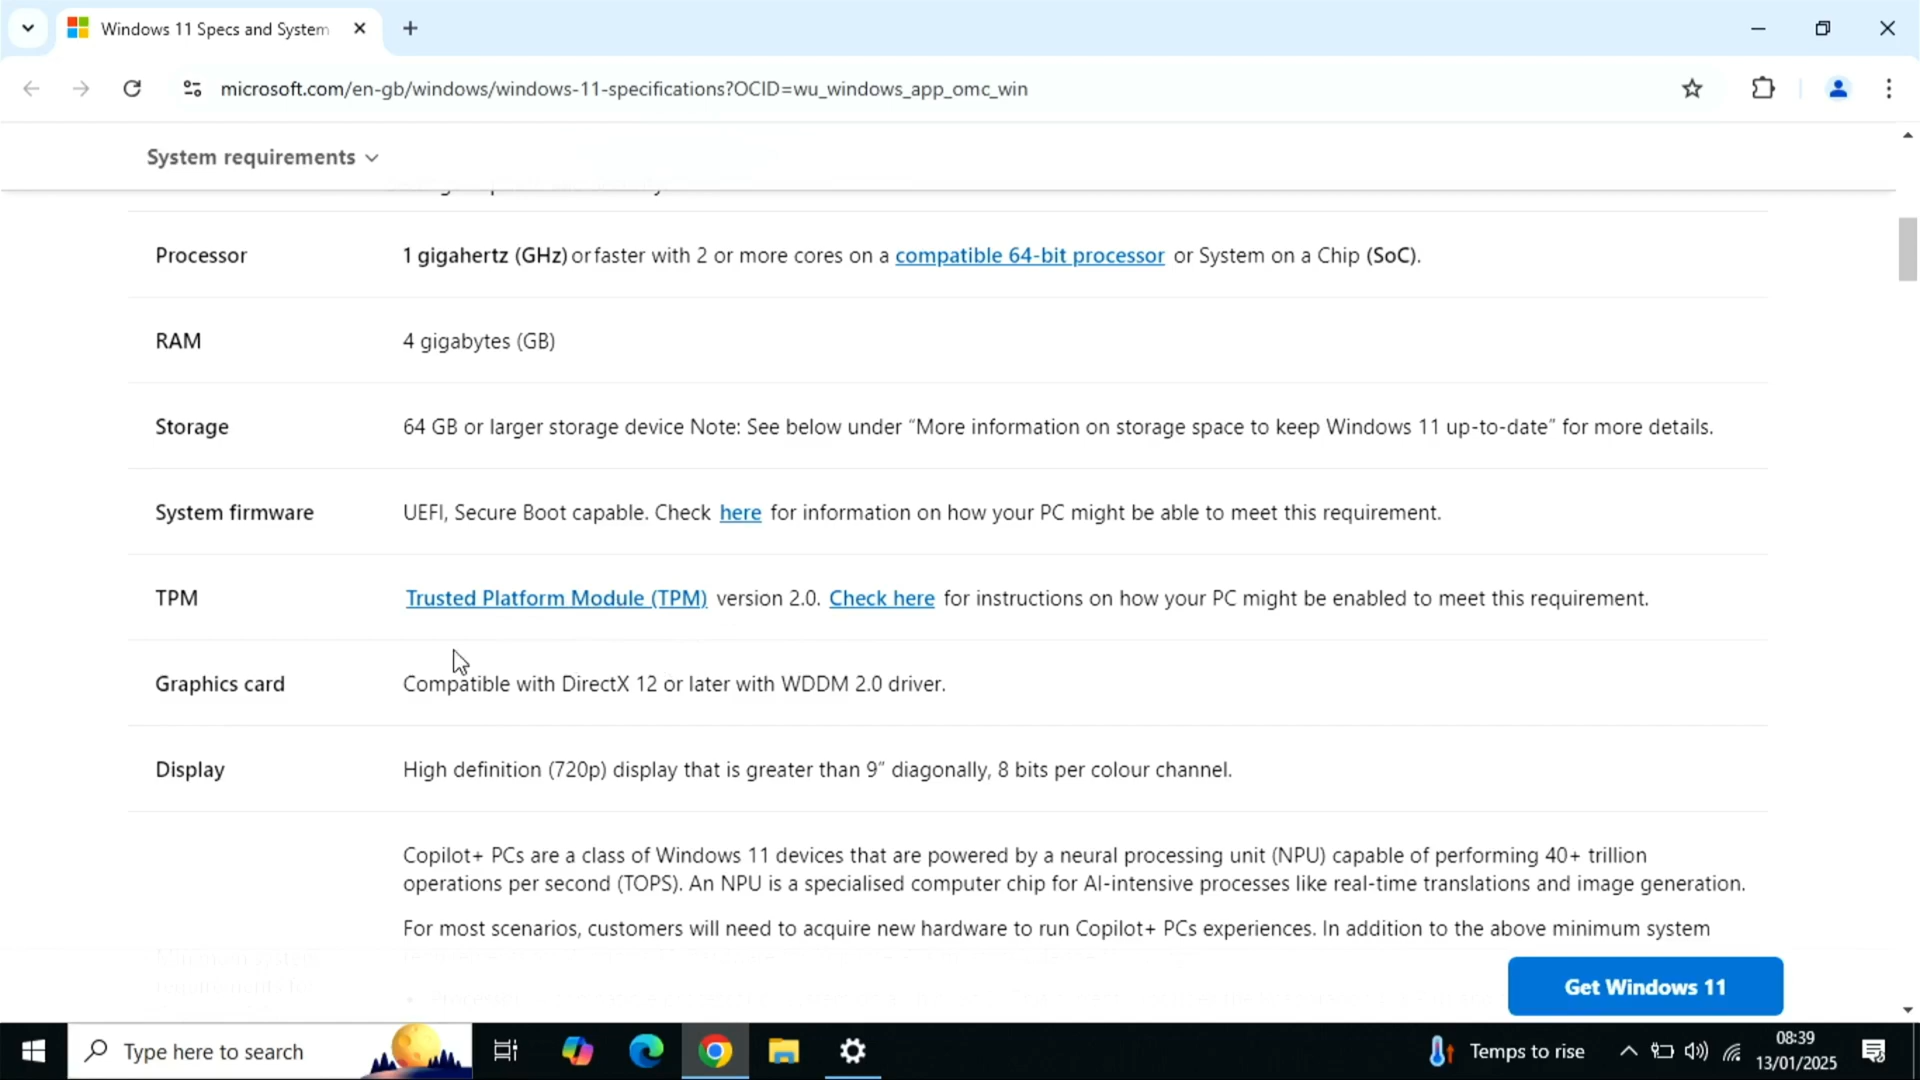 Windows 11 Specs and System
microsoft.com/en-gb/windows/windows-11-specifications?OCID=wu_windows_app_omc_win
System requirements
Processor
1 gigahertz (GHz) or faster with 2 or more cores on a compatible 64-bit processor or System on a Chip (SoC).
RAM
4 gigabytes (GB)
Storage
64 GB or larger storage device Note: See below under “More information on storage space to keep Windows 11 up-to-date” for more details.
System firmware
UEFI, Secure Boot capable. Check here for information on how your PC might be able to meet this requirement.
TPM
Trusted Platform Module (TPM) version 2.0. Check here for instructions on how your PC might be enabled to meet this requirement.
Graphics card
Compatible with DirectX 12 or later with WDDM 2.0 driver.
Display
High definition (720p) display that is greater than 9” diagonally, 8 bits per colour channel.
Copilot+ PCs are a class of Windows 11 devices that are powered by a neural processing unit (NPU) capable of performing 40+ trillion
operations per second (TOPS). An NPU is a specialised computer chip for AI-intensive processes like real-time translations and image generation.
For most scenarios, customers will need to acquire new hardware to run Copilot+ PCs experiences. In addition to the above minimum system
Get Windows 11
Type here to search
Temps to rise
08:39
13/01/2025